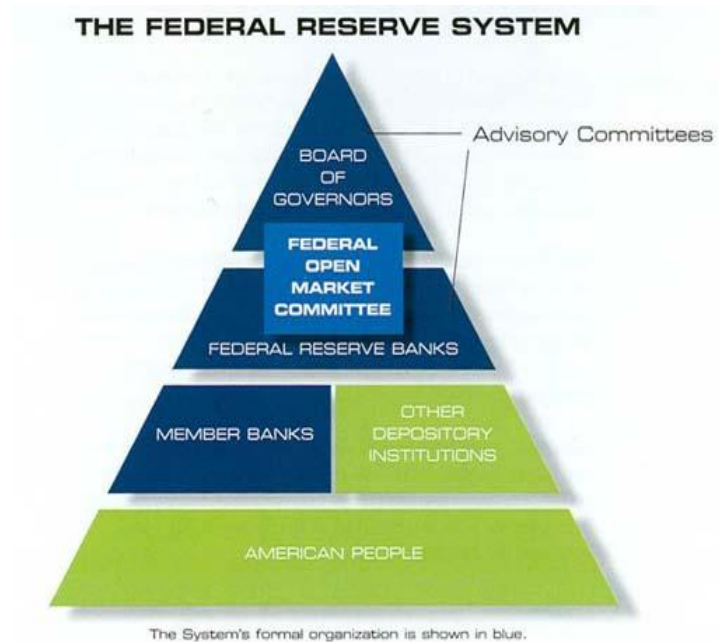 THE FEDERAL RESERVE SYSTEM
Advisory Committees
BOARD
OF
GOVERNORS
FEDERAL
OPEN
MARKET
COMMITTEE
FEDERAL RESERVE BANKS
MEMBER BANKS
OTHER
DEPOSITORY
INSTITUTIONS
AMERICAN PEOPLE
The System's formal organization is shown in blue.